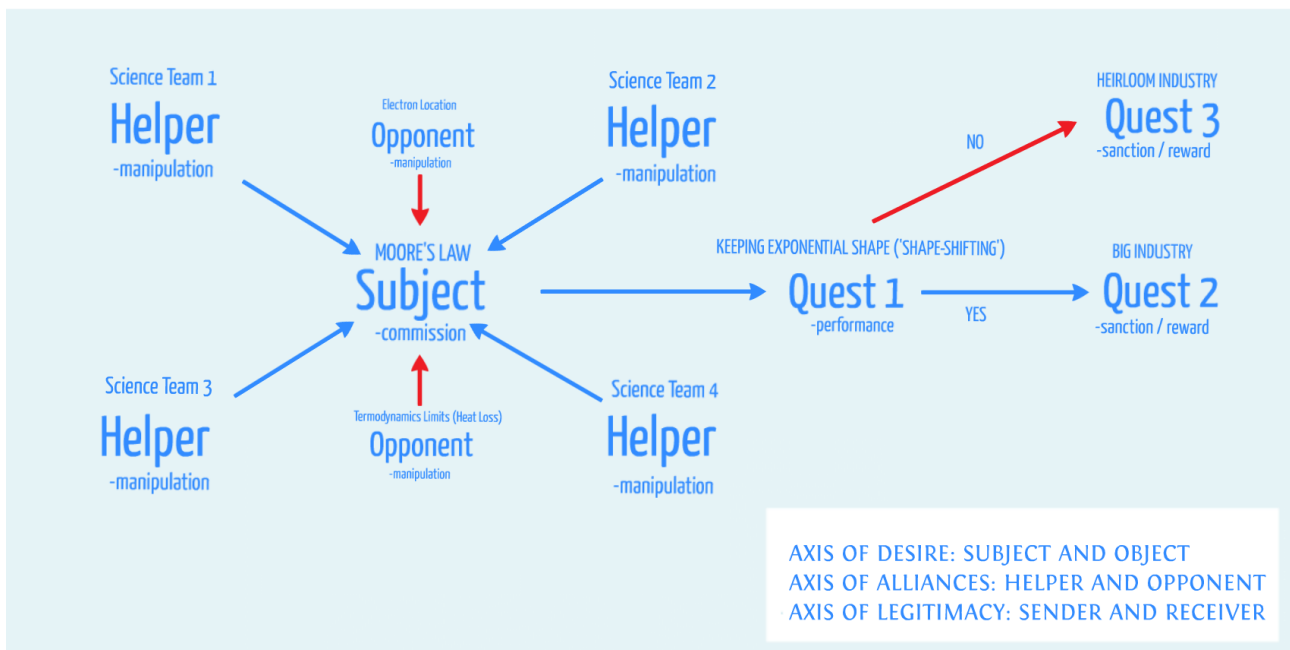 Science Team 1
Helper
-manipulation
Electron Location
Opponent
-manipulation
Science Team 2
Helper
-manipulation
HEIRLOOM INDUSTRY
Quest 3
-sanction / reward
NO
MOORE'S LAW
Subject
-commission
KEEPING EXPONENTIAL SHAPE ('SHAPE-SHIFTING')
Quest 1
-performance
YES
BIG INDUSTRY
Quest 2
-sanction / reward
Science Team 3
Helper
-manipulation
Termodynamics Limits (Heat Loss)
Opponent
-manipulation
Science Team 4
Helper
-manipulation
AXIS OF DESIRE: SUBJECT AND OBJECT
AXIS OF ALLIANCES: HELPER AND OPPONENT
AXIS OF LEGITIMACY: SENDER AND RECEIVER